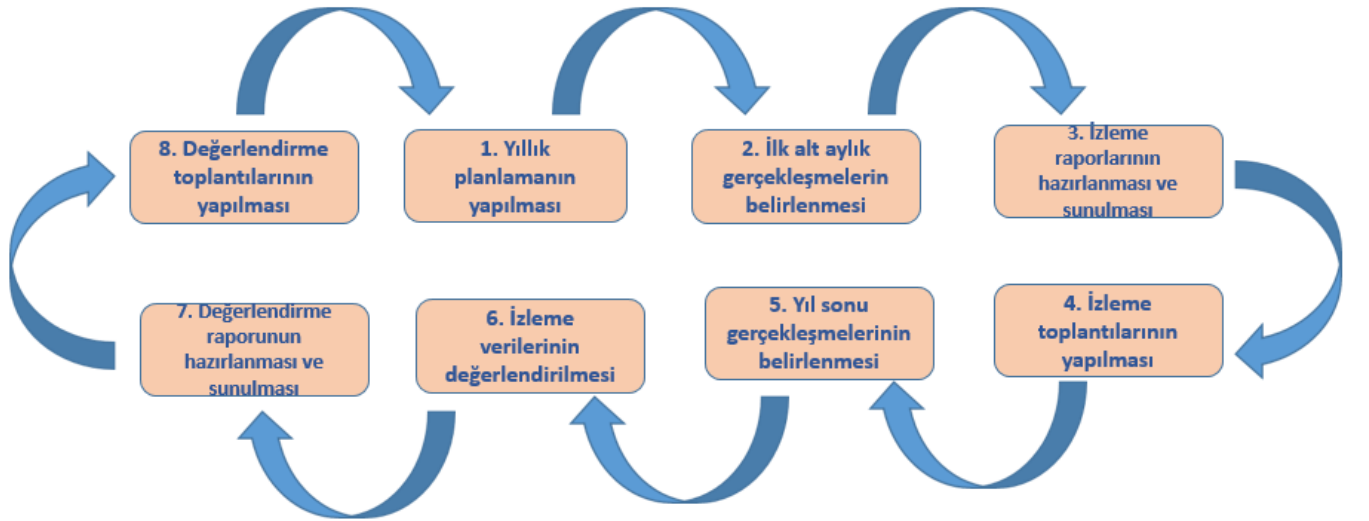 8. Değerlendirme
toplantılarının
yapılması
1. Yıllık
planlamanın
yapılması
2. İlk alt aylık
gerçekleşmelerin
belirlenmesi
3. İzleme
raporlarının
hazırlanması ve
sunulması
4. İzleme
toplantılarının
yapılması
5. Yıl sonu
gerçekleşmelerinin
belirlenmesi
6. İzleme
verilerinin
değerlendirilmesi
7. Değerlendirme
raporunun
hazırlanması ve
sunulması